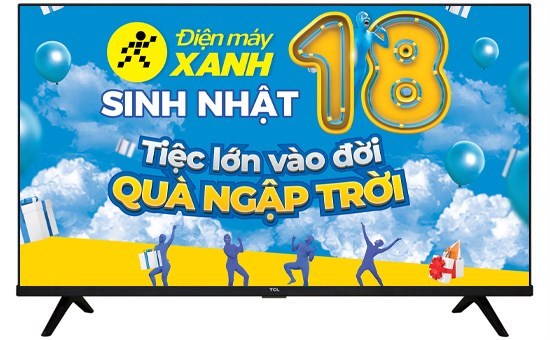 Điện máy
XANH
18
SINH NHẬT
Tiệc lớn vào đời
QUÀ NGẬP TRỜI
TCL